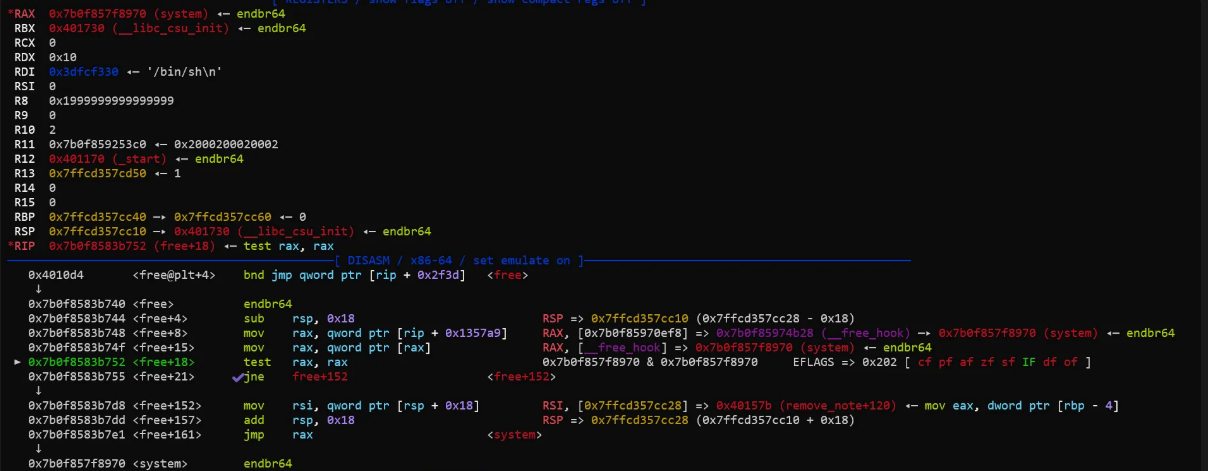 [ REGISTERS / show-flags off / show-compact-regs off ]
*RAX  0x7b0f857f8970 (system) ◂— endbr64
RBX  0x401730 (__libc_csu_init) ◂— endbr64
RCX  0
RDX  0x10
RDI  0x3dfcf330 ◂— '/bin/sh\n'
RSI  0
R8   0x1999999999999999
R9   0
R10  2
R11  0x7b0f859253c0 ◂— 0x2000200020002
R12  0x401170 (_start) ◂— endbr64
R13  0x7ffcd357cd50 ◂— 1
R14  0
R15  0
RBP  0x7ffcd357cc40 —▸ 0x7ffcd357cc60 ◂— 0
RSP  0x7ffcd357cc10 —▸ 0x401730 (__libc_csu_init) ◂— endbr64
*RIP  0x7b0f8583b752 (free+18) ◂— test rax, rax
[ DISASM / x86-64 / set emulate on ]
0x4010d4 <free@plt+4> bnd jmp qword ptr [rip + 0x2f3d] <free>
↓
0x7b0f8583b740 <free> endbr64
0x7b0f8583b744 <free+4> sub rsp, 0x18 RSP => 0x7ffcd357cc10 (0x7ffcd357cc28 - 0x18)
0x7b0f8583b748 <free+8> mov rax, qword ptr [rip + 0x1357a9] RAX, [0x7b0f85970ef8] => 0x7b0f85974b28 (__free_hook) —▸ 0x7b0f857f8970 (system) ◂— endbr64
0x7b0f8583b74f <free+15> mov rax, qword ptr [rax] RAX, [__free_hook] => 0x7b0f857f8970 (system) ◂— endbr64
► 0x7b0f8583b752 <free+18> test rax, rax 0x7b0f857f8970 & 0x7b0f857f8970 EFLAGS => 0x202 [ cf pf af zf sf IF df of ]
0x7b0f8583b755 <free+21> ✔jne free+152 <free+152>
↓
0x7b0f8583b7d8 <free+152> mov rsi, qword ptr [rsp + 0x18] RSI, [0x7ffcd357cc28] => 0x40157b (remove_note+120) ◂— mov eax, dword ptr [rbp - 4]
0x7b0f8583b7dd <free+157> add rsp, 0x18 RSP => 0x7ffcd357cc28 (0x7ffcd357cc10 + 0x18)
0x7b0f8583b7e1 <free+161> jmp rax <system>
↓
0x7b0f857f8970 <system> endbr64